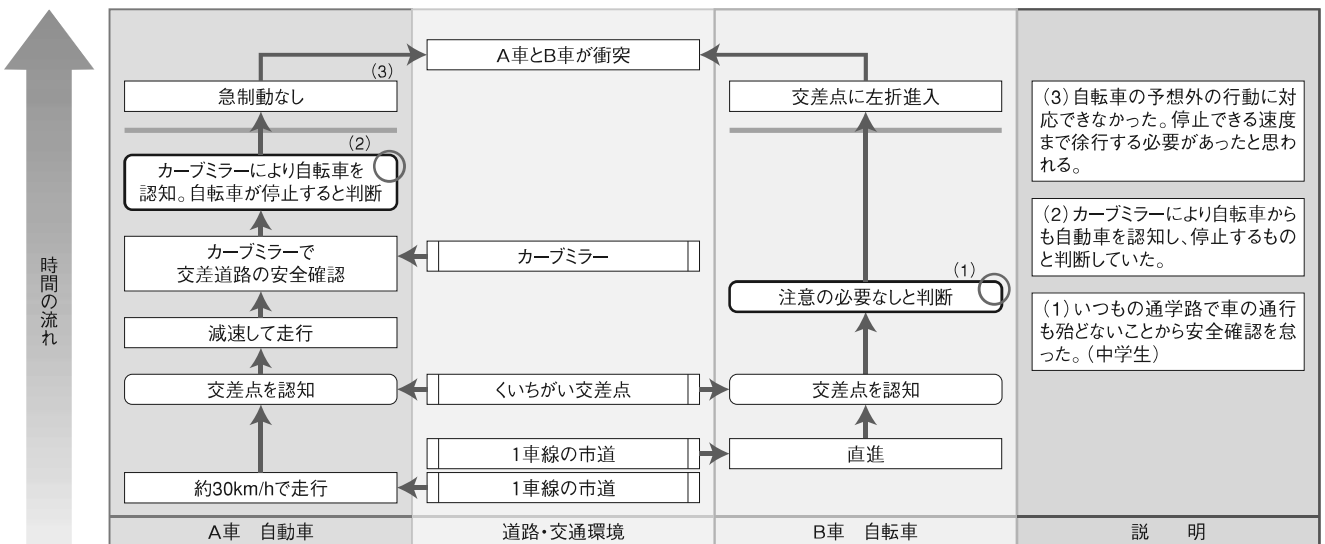 時間の流れ
A車とB車が衝突
(3)
急制動なし
交差点に左折進入
(2)
カーブミラーにより自転車を
認知。自転車が停止すると判断
カーブミラーで
交差道路の安全確認
カーブミラー
(1)
注意の必要なしと判断
減速して走行
交差点を認知
くいちがい交差点
交差点を認知
1車線の市道
直進
約30km/hで走行
1車線の市道
(3)自転車の予想外の行動に対
応できなかった。停止できる速度
まで徐行する必要があったと思わ
れる。
(2)カーブミラーにより自転車から
も自動車を認知し、停止するもの
と判断していた。
(1)いつもの通学路で車の通行
も殆どないことから安全確認を怠
った。(中学生)
A車 自動車
道路・交通環境
B車 自転車
説 明